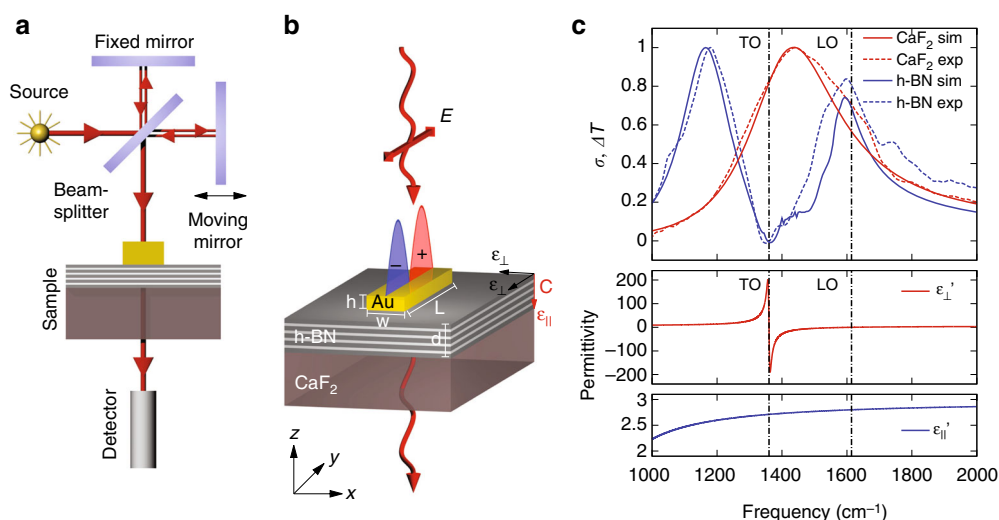 a
Fixed mirror
Source
Beam-
splitter
Moving
mirror
Sample
Detector
b
E
− +
ε⊥
ε⊥
C
ε||
h Au L
w
h-BN d
CaF2
z
y
x
c
TO LO
CaF2 sim
CaF2 exp
h-BN sim
h-BN exp
σ, ΔT
1
0.8
0.6
0.4
0.2
0
TO LO
ε⊥'
200
100
0
−100
−200
Permittivity
3
2.5
2
ε||'
1000 1200 1400 1600 1800 2000
Frequency (cm−1)